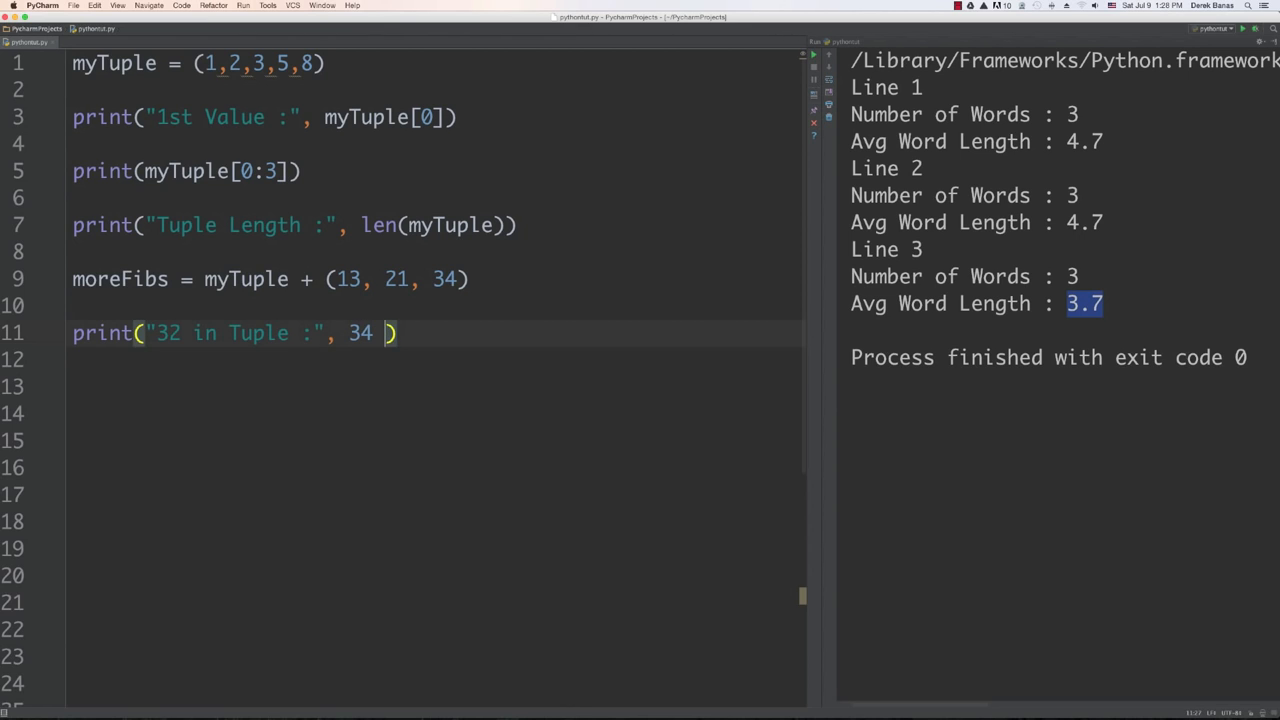 PyCharm File Edit View Navigate Code Refactor Run Tools VCS Window Help 10 Sat Jul 9 1:28 PM Derek Banas
pythontut.py - PycharmProjects - [~/PycharmProjects]
PycharmProjects pythontut.py pythontut
pythontut.py Run pythontut
1 myTuple = (1,2,3,5,8)
2
3 print("1st Value :", myTuple[0])
4
5 print(myTuple[0:3])
6
7 print("Tuple Length :", len(myTuple))
8
9 moreFibs = myTuple + (13, 21, 34)
10
11 print("32 in Tuple :", 34 )
12
13
14
15
16
17
18
19
20
21
22
23
24
/Library/Frameworks/Python.framework
Line 1
Number of Words : 3
Avg Word Length : 4.7
Line 2
Number of Words : 3
Avg Word Length : 4.7
Line 3
Number of Words : 3
Avg Word Length : 3.7
Process finished with exit code 0
11:27 LF÷ UTF-8÷